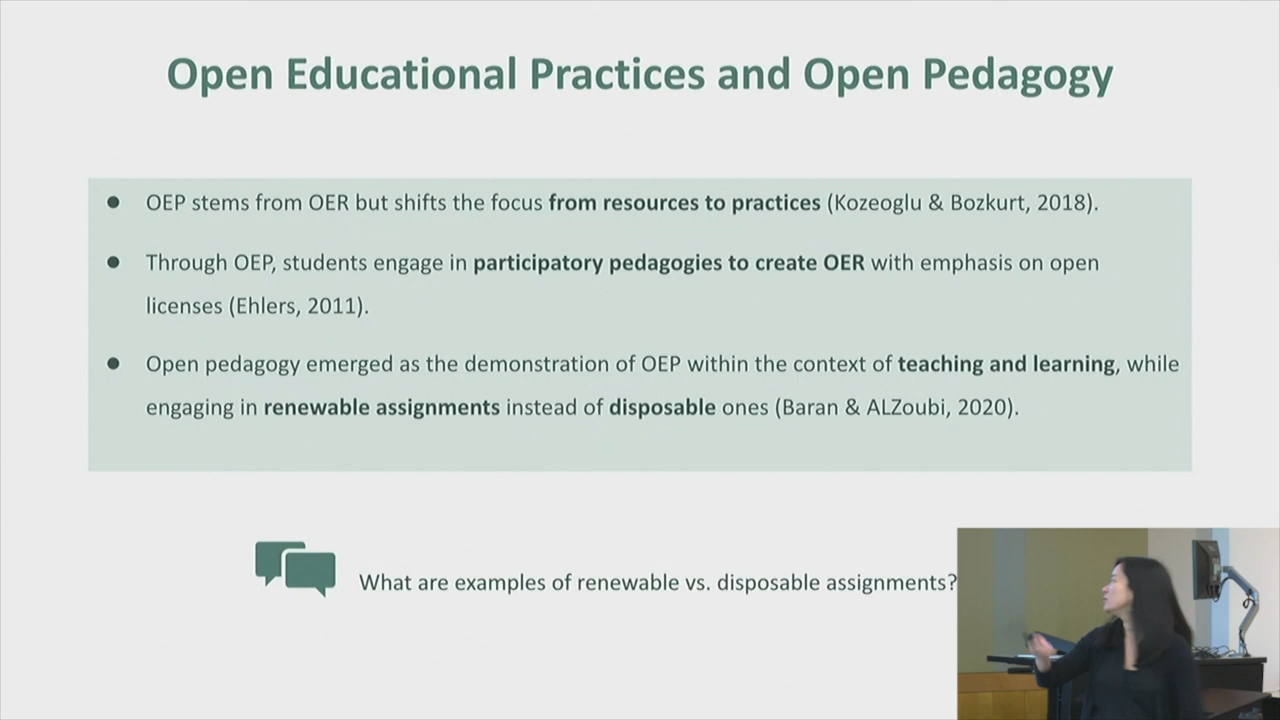 Open Educational Practices and Open Pedagogy
● OEP stems from OER but shifts the focus from resources to practices (Kozeoglu & Bozkurt, 2018).
● Through OEP, students engage in participatory pedagogies to create OER with emphasis on open
licenses (Ehlers, 2011).
● Open pedagogy emerged as the demonstration of OEP within the context of teaching and learning, while
engaging in renewable assignments instead of disposable ones (Baran & ALZoubi, 2020).
What are examples of renewable vs. disposable assignments?